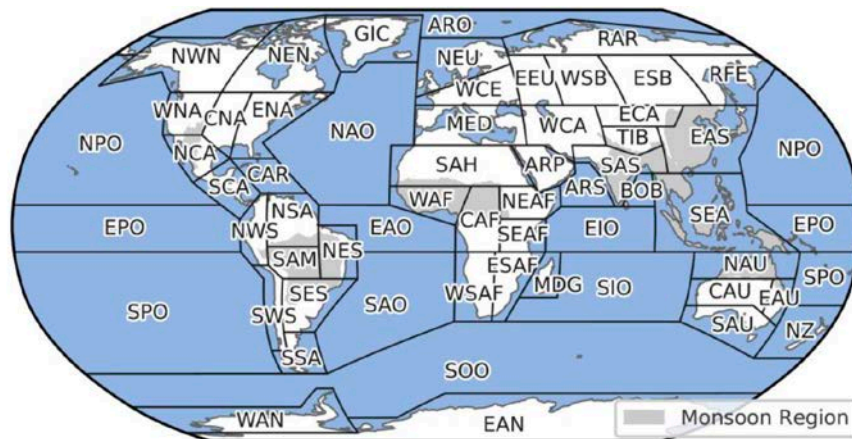 ARO
GIC
NWN
NEN
RAR
NEU
EEU
WSB
ESB
RFE
WCE
WNA
CNA
ENA
ECA
NPO
NAO
MED
WCA
TIB
EAS
NPO
NCA
SAH
ARP
SAS
SCA
CAR
ARS
BOB
WAF
NEAF
NSA
CAF
SEA
EPO
NWS
EAO
SEAF
EIO
EPO
NES
SAM
ESAF
NAU
SPO
SES
WSAF
MDG
SIO
CAU
EAU
SPO
SWS
SAO
SAU
NZ
SSA
SOO
WAN
EAN
Monsoon Region